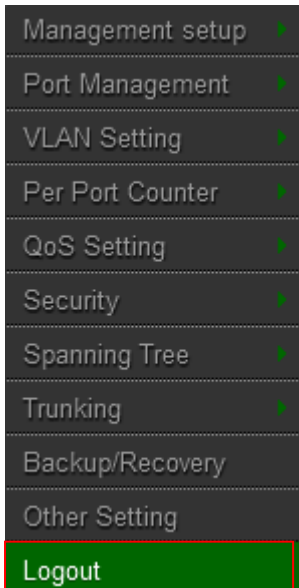 Management setup
Port Management
VLAN Setting
Per Port Counter
QoS Setting
Security
Spanning Tree
Trunking
Backup/Recovery
Other Setting
Logout